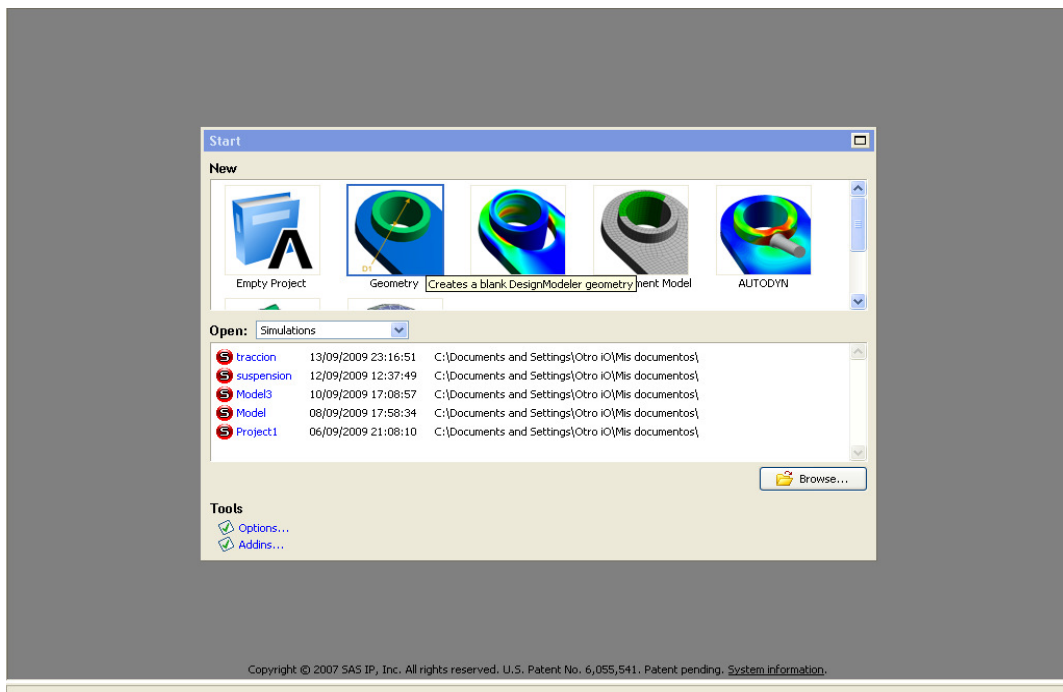 Start
New
Empty Project
Geometry
Creates a blank DesignModeler geometry
ment Model
AUTODYN
D1
Open: Simulations
traccion 13/09/2009 23:16:51 C:\Documents and Settings\Otro iO\Mis documentos\
suspension 12/09/2009 12:37:49 C:\Documents and Settings\Otro iO\Mis documentos\
Model3 10/09/2009 17:08:57 C:\Documents and Settings\Otro iO\Mis documentos\
Model 08/09/2009 17:58:34 C:\Documents and Settings\Otro iO\Mis documentos\
Project1 06/09/2009 21:08:10 C:\Documents and Settings\Otro iO\Mis documentos\
Browse...
Tools
Options...
Addins...
Copyright © 2007 SAS IP, Inc. All rights reserved. U.S. Patent No. 6,055,541. Patent pending. System information.